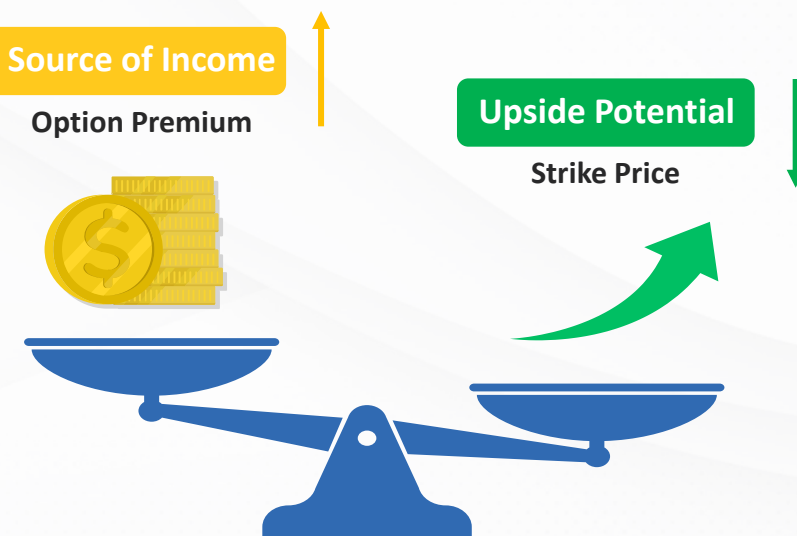 Source of Income
Option Premium
Upside Potential
Strike Price
$